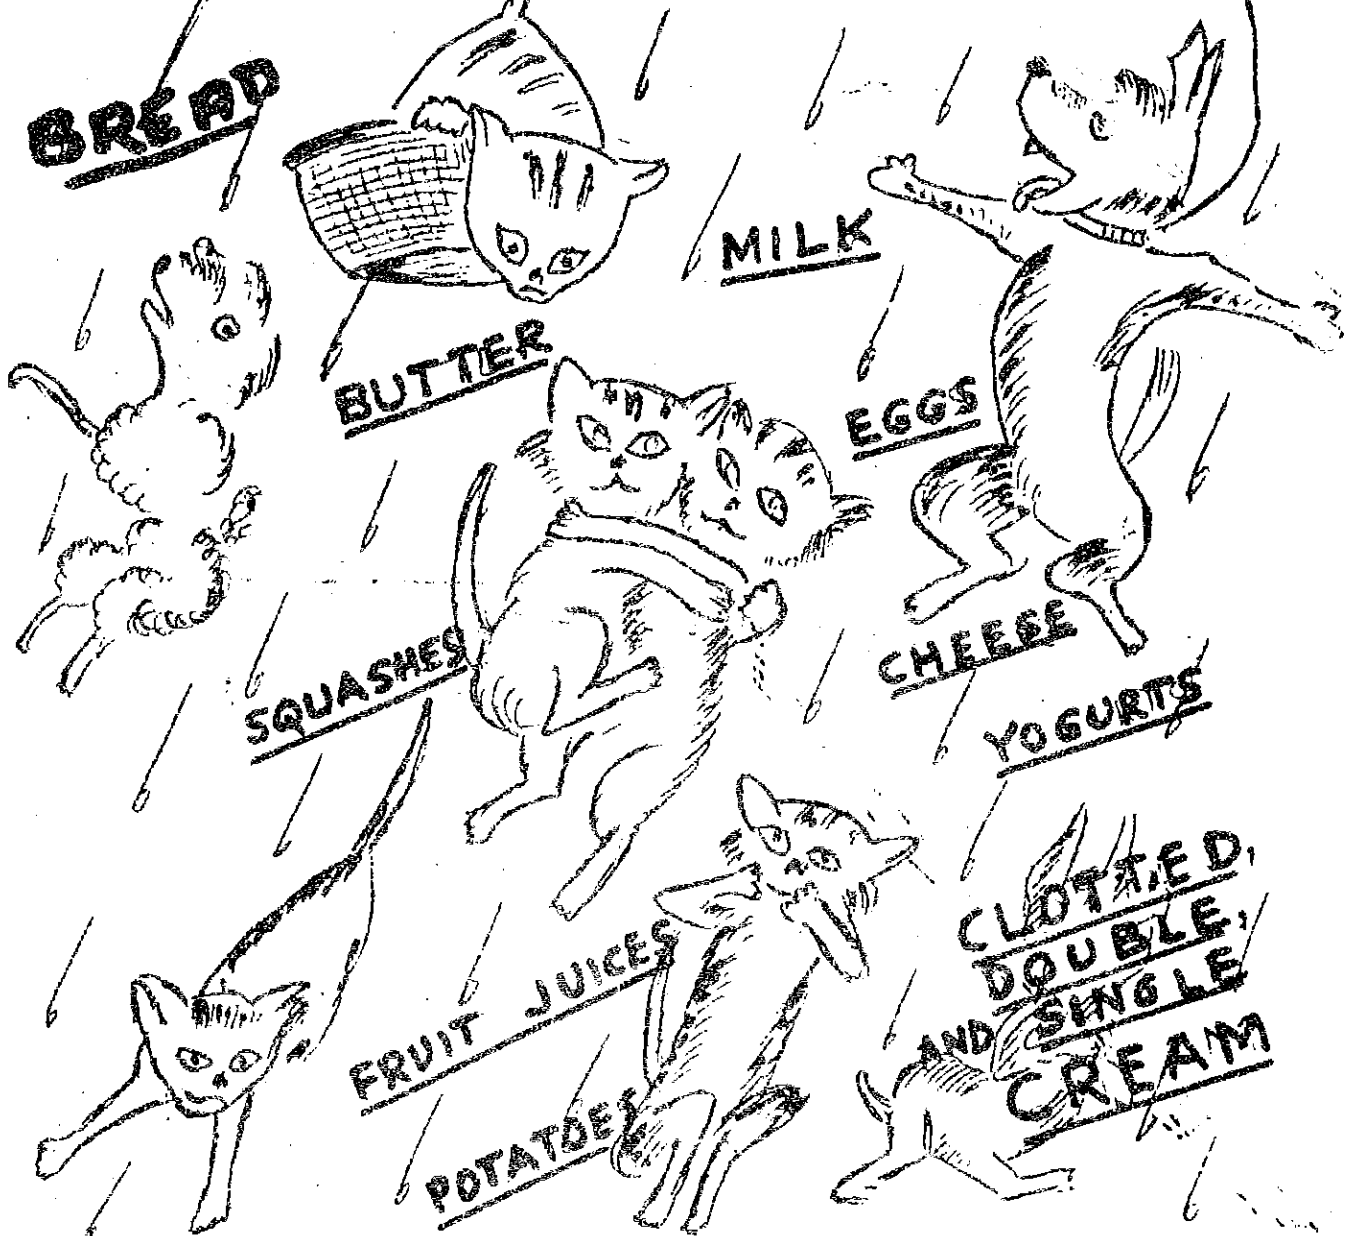 BREAD
MILK
BUTTER
EGGS
SQUASHES
CHEESE
YOGURTS
CLOTTED,
DOUBLE,
AND SINGLE
CREAM
FRUIT JUICES
POTATOES